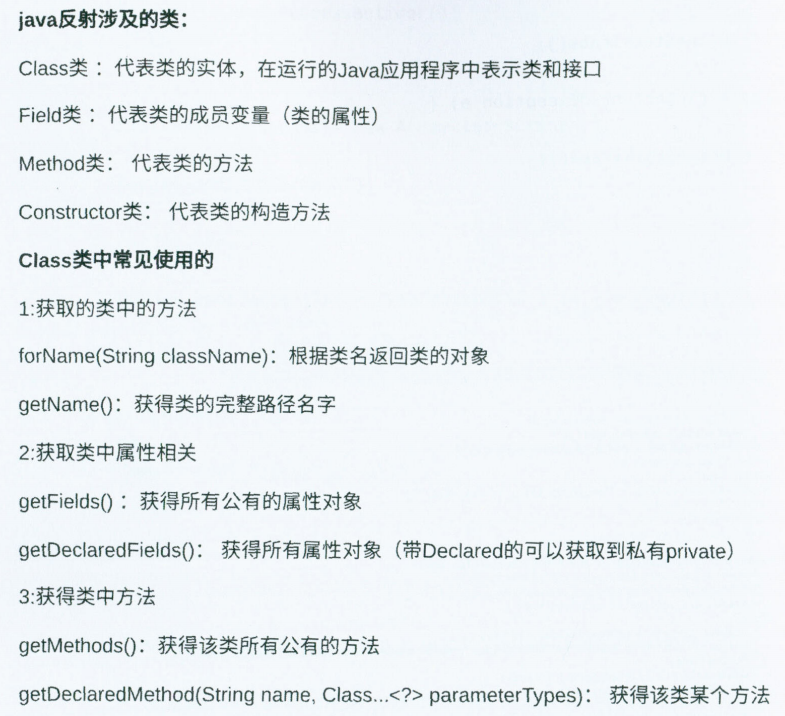 java反射涉及的类：
Class类 ：代表类的实体，在运行的Java应用程序中表示类和接口
Field类 ：代表类的成员变量（类的属性）
Method类： 代表类的方法
Constructor类： 代表类的构造方法
Class类中常见使用的
1:获取的类中的方法
forName(String className)：根据类名返回类的对象
getName()：获得类的完整路径名字
2:获取类中属性相关
getFields() ：获得所有公有的属性对象
getDeclaredFields()： 获得所有属性对象（带Declared的可以获取到私有private）
3:获得类中方法
getMethods()：获得该类所有公有的方法
getDeclaredMethod(String name, Class...<?> parameterTypes)： 获得该类某个方法